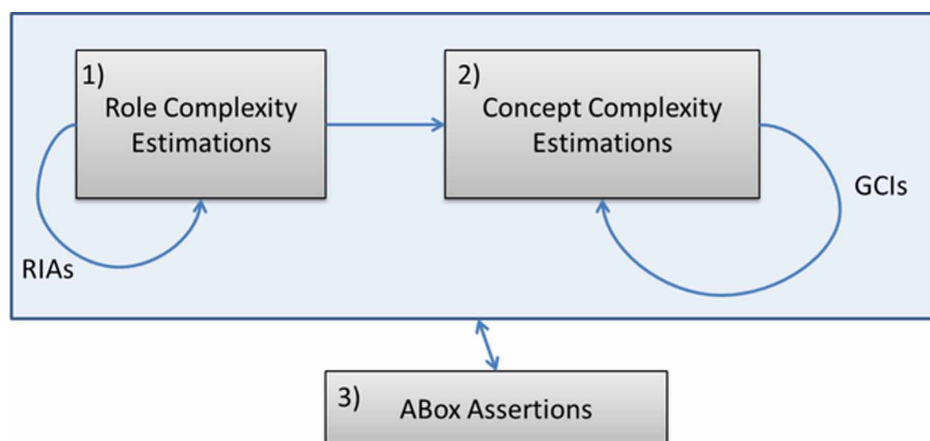 1)
Role Complexity
Estimations
2)
Concept Complexity
Estimations
RIAs
GCIs
3)
ABox Assertions